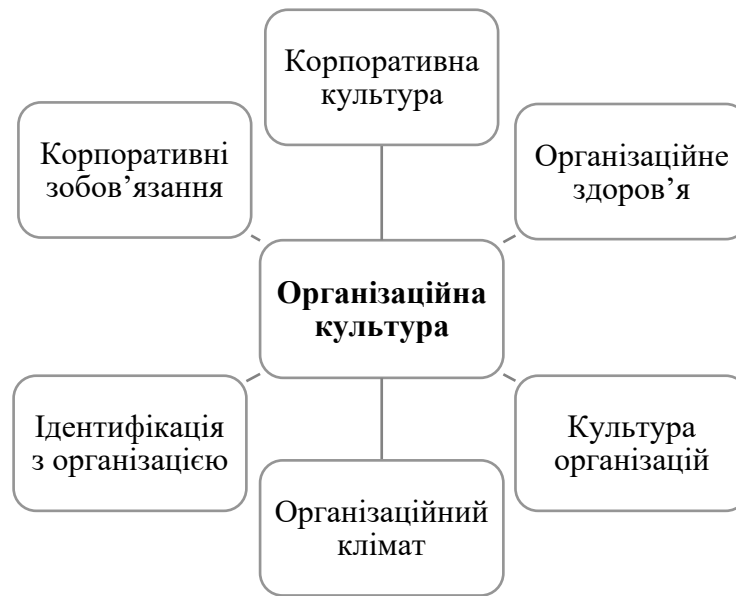 Корпоративна
культура
Корпоративні
зобов’язання
Організаційне
здоров’я
Організаційна
культура
Ідентифікація
з організацією
Культура
організацій
Організаційний
клімат